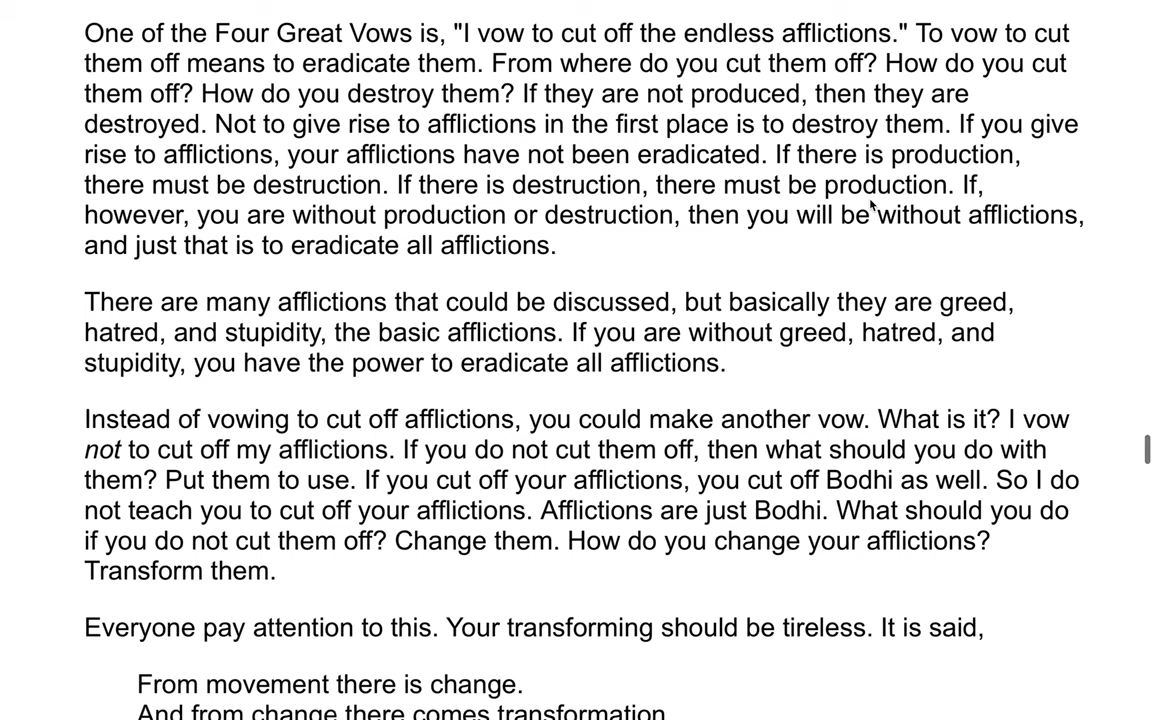 One of the Four Great Vows is, "I vow to cut off the endless afflictions." To vow to cut
them off means to eradicate them. From where do you cut them off? How do you cut
them off? How do you destroy them? If they are not produced, then they are
destroyed. Not to give rise to afflictions in the first place is to destroy them. If you give
rise to afflictions, your afflictions have not been eradicated. If there is production,
there must be destruction. If there is destruction, there must be production. If,
however, you are without production or destruction, then you will be without afflictions,
and just that is to eradicate all afflictions.
There are many afflictions that could be discussed, but basically they are greed,
hatred, and stupidity, the basic afflictions. If you are without greed, hatred, and
stupidity, you have the power to eradicate all afflictions.
Instead of vowing to cut off afflictions, you could make another vow. What is it? I vow
not to cut off my afflictions. If you do not cut them off, then what should you do with
them? Put them to use. If you cut off your afflictions, you cut off Bodhi as well. So I do
not teach you to cut off your afflictions. Afflictions are just Bodhi. What should you do
if you do not cut them off? Change them. How do you change your afflictions?
Transform them.
Everyone pay attention to this. Your transforming should be tireless. It is said,
From movement there is change.
And from change there comes transformation